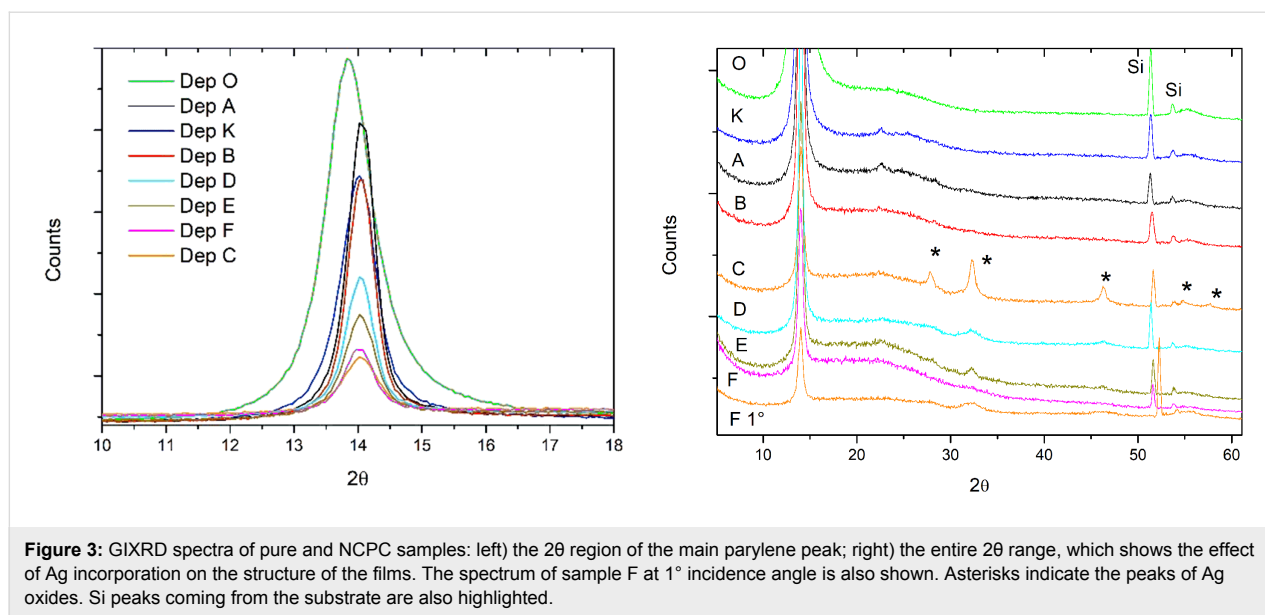 Dep O
Dep A
Dep K
Dep B
Dep D
Dep E
Dep F
Dep C
Counts
10 11 12 13 14 15 16 17 18
2θ
O
K
A
B
C
D
E
F
F 1°
Si
Si
* * * * *
Counts
10 20 30 40 50 60
2θ
Figure 3: GIXRD spectra of pure and NCPC samples: left) the 2θ region of the main parylene peak; right) the entire 2θ range, which shows the effect
of Ag incorporation on the structure of the films. The spectrum of sample F at 1° incidence angle is also shown. Asterisks indicate the peaks of Ag
oxides. Si peaks coming from the substrate are also highlighted.